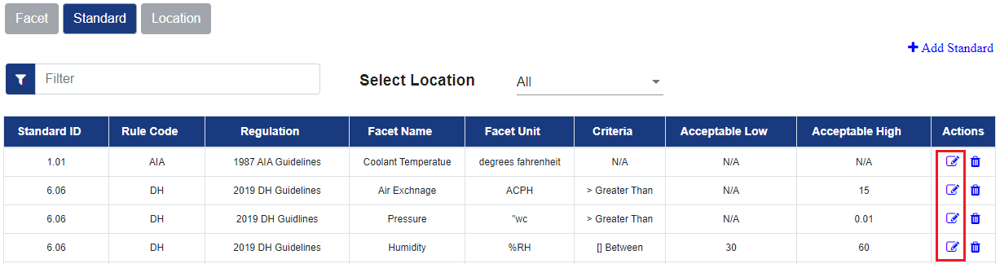 Facet Standard Location
Add Standard
Filter
Select Location All
Standard ID Rule Code Regulation Facet Name Facet Unit Criteria Acceptable Low Acceptable High Actions
1.01 AIA 1987 AIA Guidelines Coolant Temperatue degrees fahrenheit N/A N/A N/A
6.06 DH 2019 DH Guidelines Air Exchnage ACPH > Greater Than N/A 15
6.06 DH 2019 DH Guidlines Pressure "wc > Greater Than N/A 0.01
6.06 DH 2019 DH Guidelines Humidity %RH [] Between 30 60